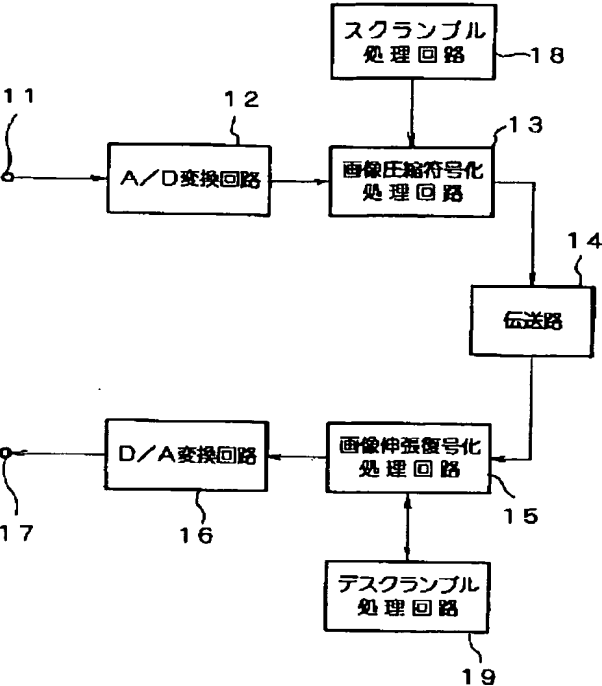 スクランブル
処理回路
18
11
12
13
A/D変換回路
画像圧縮符号化
処理回路
14
伝送路
D/A変換回路
画像伸張復号化
処理回路
15
17
16
デスクランブル
処理回路
19